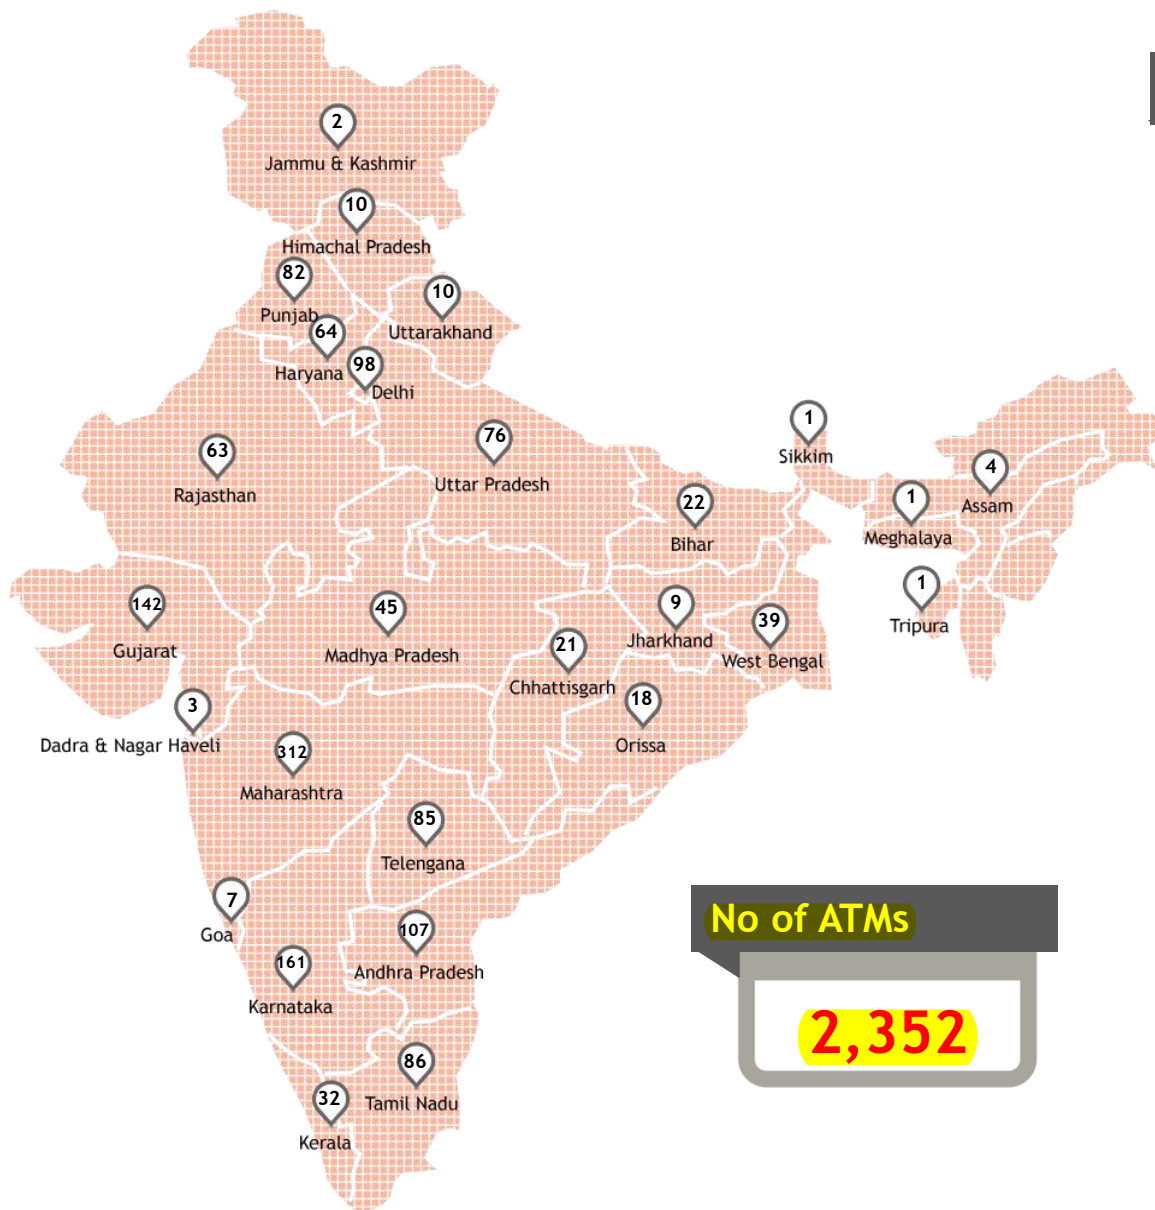 2
Jammu & Kashmir
10
Himachal Pradesh
82
Punjab
10
Uttarakhand
64
Haryana
98
Delhi
1
Sikkim
76
Uttar Pradesh
63
Rajasthan
4
Assam
1
Meghalaya
22
Bihar
1
Tripura
142
Gujarat
45
Madhya Pradesh
9
Jharkhand
39
West Bengal
21
Chhattisgarh
18
Orissa
3
Dadra & Nagar Haveli
312
Maharashtra
85
Telengana
7
Goa
107
Andhra Pradesh
No of ATMs
2,352
161
Karnataka
86
Tamil Nadu
32
Kerala